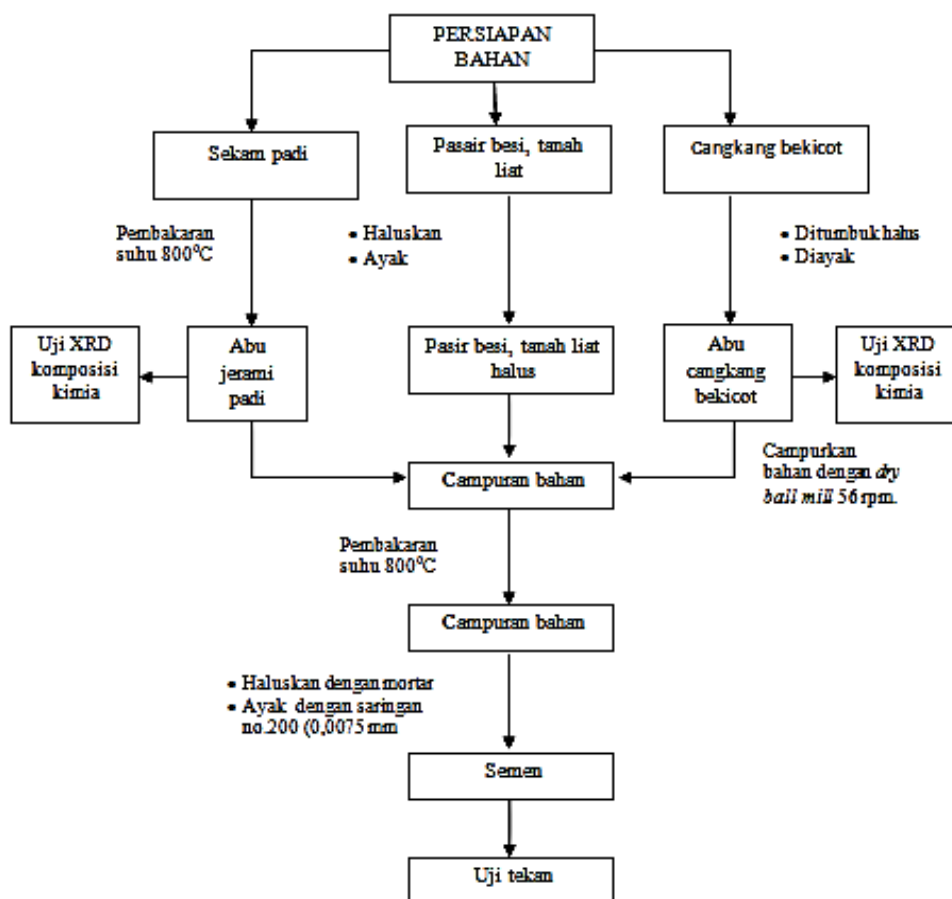 PERSIAPAN
BAHAN
Sekam padi
Pasair besi, tanah
liat
Cangkang bekicot
Pembakaran
suhu 800⁰C
• Haluskan
• Ayak
• Ditumbuk halus
• Diayak
Uji XRD
komposisi
kimia
Abu
jerami
padi
Pasir besi, tanah liat
halus
Abu
cangkang
bekicot
Uji XRD
komposisi
kimia
Campuran bahan
Campurkan
bahan dengan dry
ball mill 56 rpm.
Pembakaran
suhu 800⁰C
Campuran bahan
• Haluskan dengan mortar
• Ayak dengan saringan
no.200 (0,0075 mm
Semen
Uji tekan